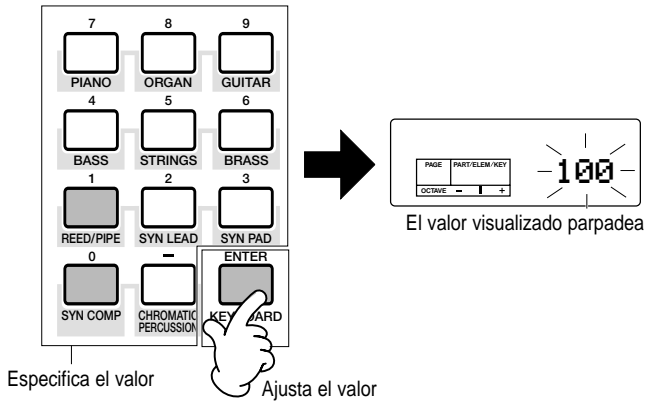 7 8 9
PIANO ORGAN GUITAR
4 5 6
BASS STRINGS BRASS
1 2 3
REED/PIPE SYN LEAD SYN PAD
0 – ENTER
SYN COMP CHROMATIC PERCUSSION KEYBOARD
Especifica el valor
Ajusta el valor
PAGE PART/ELEM/KEY
OCTAVE – +
100
El valor visualizado parpadea